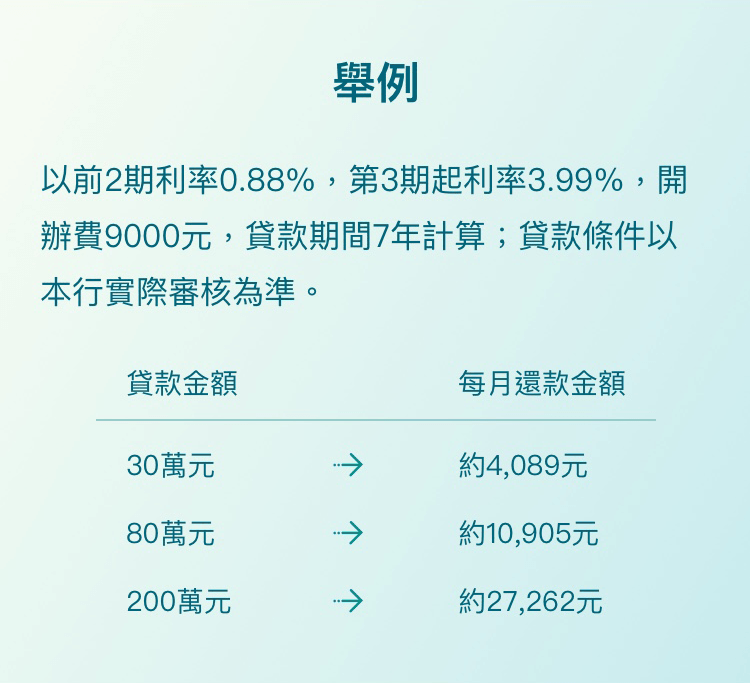 舉例
以前2期利率0.88%，第3期起利率3.99%，開
辦費9000元，貸款期間7年計算；貸款條件以
本行實際審核為準。
貸款金額 每月還款金額
30萬元 → 約4,089元
80萬元 → 約10,905元
200萬元 → 約27,262元